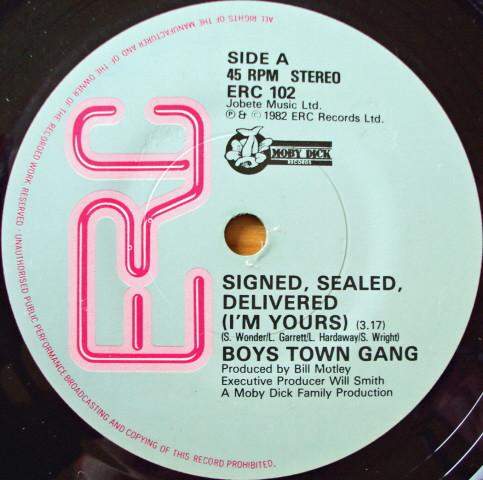 SIDE A
45 RPM STEREO
ERC 102
Jobete Music Ltd.
℗ & © 1982 ERC Records Ltd.
MOBY DICK
RECORDS
ERC
SIGNED, SEALED,
DELIVERED
(I'M YOURS) (3.17)
(S. Wonder/L. Garrett/L. Hardaway/S. Wright)
BOYS TOWN GANG
Produced by Bill Motley
Executive Producer Will Smith
A Moby Dick Family Production
ALL RIGHTS OF THE MANUFACTURER AND OF THE OWNER OF THE RECORDED WORK RESERVED · UNAUTHORISED PUBLIC PERFORMANCE BROADCASTING AND COPYING OF THIS RECORD PROHIBITED.